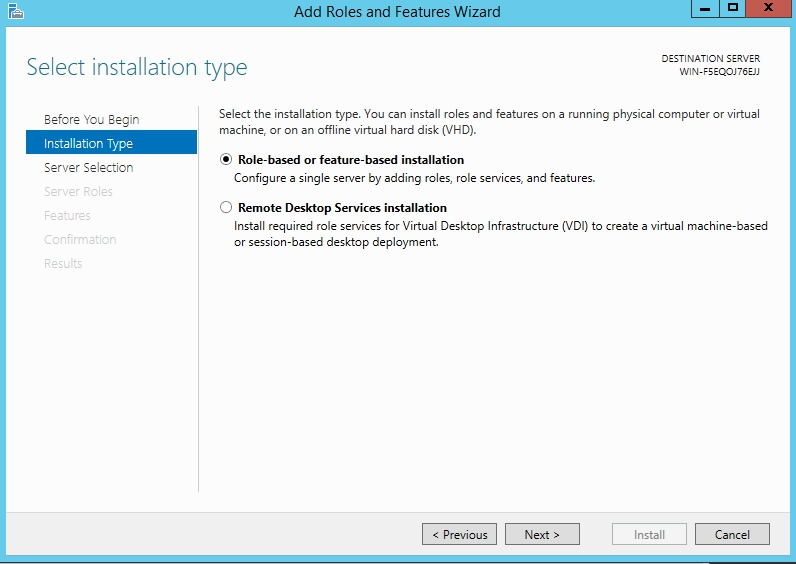 Add Roles and Features Wizard
Select installation type
DESTINATION SERVER
WIN-F5EQOJ76EJJ
Before You Begin
Installation Type
Server Selection
Server Roles
Features
Confirmation
Results
Select the installation type. You can install roles and features on a running physical computer or virtual
machine, or on an offline virtual hard disk (VHD).
Role-based or feature-based installation
Configure a single server by adding roles, role services, and features.
Remote Desktop Services installation
Install required role services for Virtual Desktop Infrastructure (VDI) to create a virtual machine-based
or session-based desktop deployment.
< Previous Next > Install Cancel